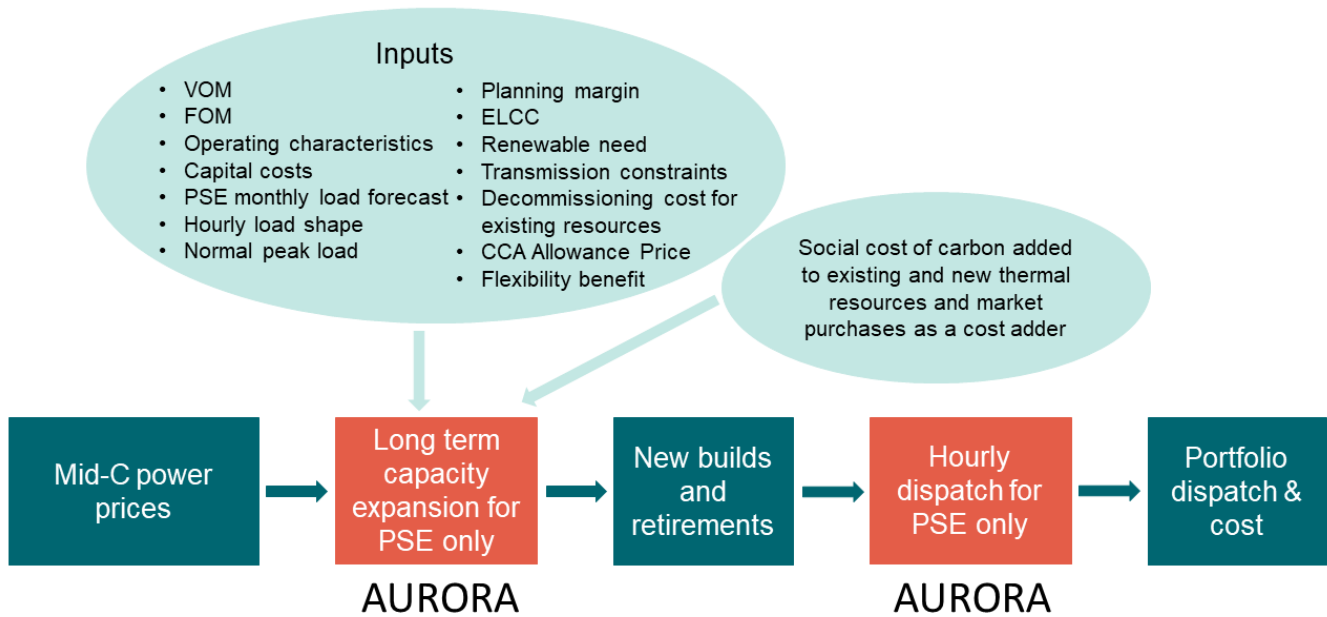 Inputs
• VOM
• FOM
• Operating characteristics
• Capital costs
• PSE monthly load forecast
• Hourly load shape
• Normal peak load
• Planning margin
• ELCC
• Renewable need
• Transmission constraints
• Decommissioning cost for
existing resources
• CCA Allowance Price
• Flexibility benefit
Social cost of carbon added
to existing and new thermal
resources and market
purchases as a cost adder
Mid-C power
prices
Long term
capacity
expansion for
PSE only
New builds
and
retirements
Hourly
dispatch for
PSE only
Portfolio
dispatch &
cost
AURORA
AURORA